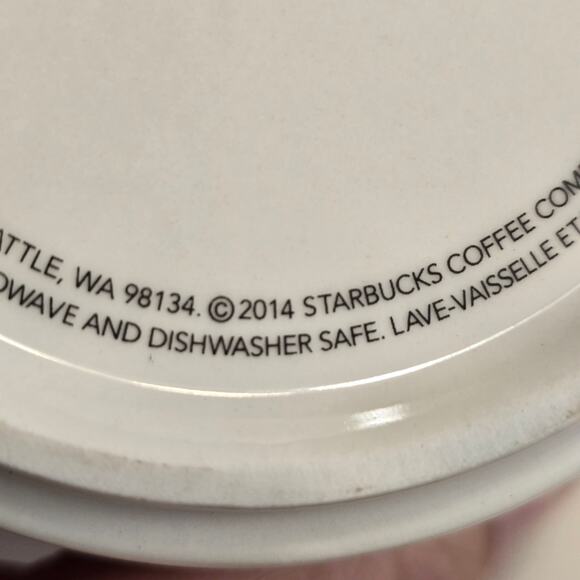 ATTLE, WA 98134. ©2014 STARBUCKS COFFEE COM
OWAVE AND DISHWASHER SAFE. LAVE-VAISSELLE ET